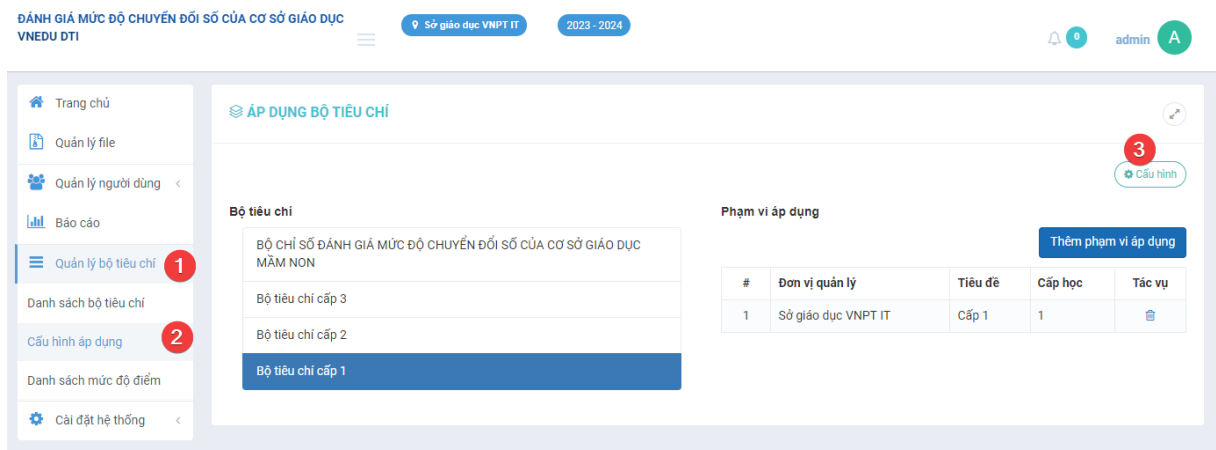 ĐÁNH GIÁ MỨC ĐỘ CHUYỂN ĐỔI SỐ CỦA CƠ SỞ GIÁO DỤC
VNEDU DTI
Sở giáo dục VNPT IT
2023 - 2024
0
admin
A
Trang chủ
Quản lý file
Quản lý người dùng
Báo cáo
Quản lý bộ tiêu chí
1
Danh sách bộ tiêu chí
Cấu hình áp dụng
2
Danh sách mức độ điểm
Cài đặt hệ thống
ÁP DỤNG BỘ TIÊU CHÍ
3
Cấu hình
Bộ tiêu chí
BỘ CHỈ SỐ ĐÁNH GIÁ MỨC ĐỘ CHUYỂN ĐỔI SỐ CỦA CƠ SỞ GIÁO DỤC
MẦM NON
Bộ tiêu chí cấp 3
Bộ tiêu chí cấp 2
Bộ tiêu chí cấp 1
Phạm vi áp dụng
Thêm phạm vi áp dụng
# Đơn vị quản lý Tiêu đề Cấp học Tác vụ
1 Sở giáo dục VNPT IT Cấp 1 1